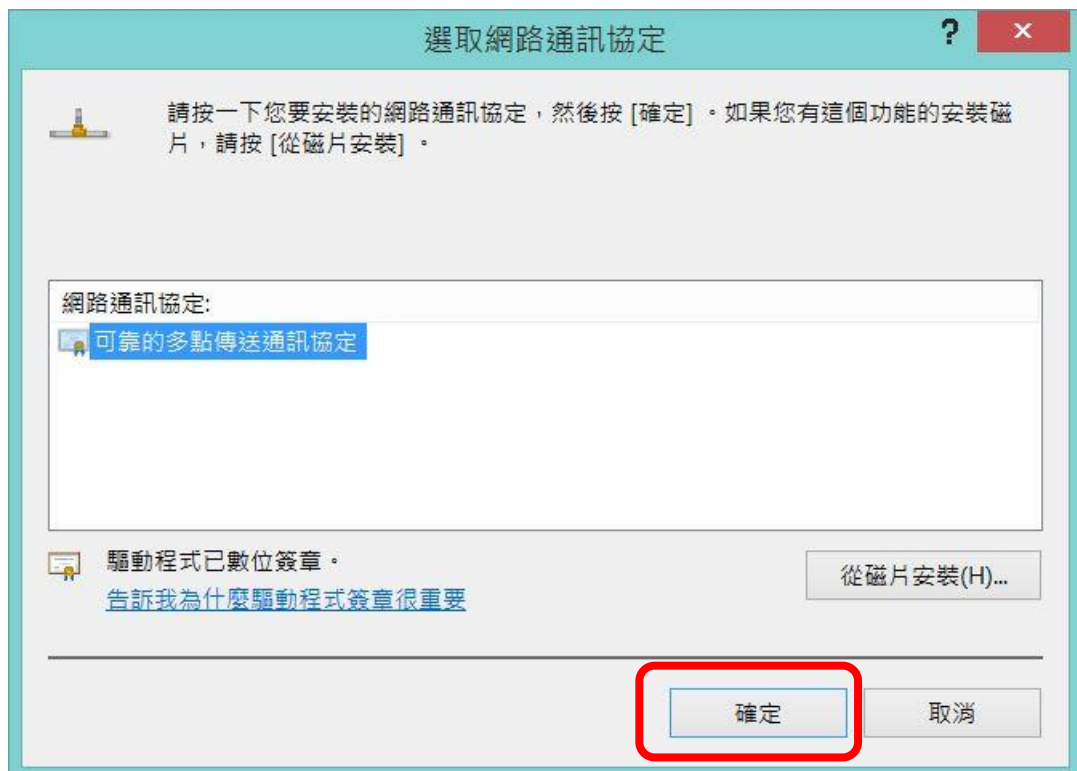 選取網路通訊協定
?
×
請按一下您要安裝的網路通訊協定，然後按 [確定] 。如果您有這個功能的安裝磁
片，請按 [從磁片安裝] 。
網路通訊協定:
可靠的多點傳送通訊協定
驅動程式已數位簽章。
從磁片安裝(H)...
告訴我為什麼驅動程式簽章很重要
確定
取消